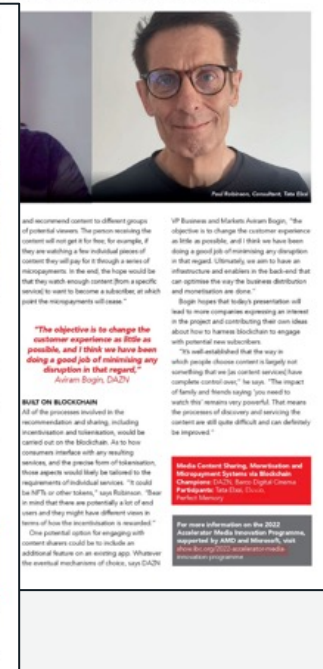 Paul Robinson, Consultant, Tata Elxsi
and recommend content to different groups
of potential viewers. The person receiving the
content will not get it for free, for example, if
they are watching a few individual pieces of
content they will pay for it through a series of
micropayments. In the end, the hope would be
that they watch enough content (from a specific
service) to want to become a subscriber, at which
point the micropayments will cease."
"The objective is to change the
customer experience as little as
possible, and I think we have been
doing a good job of minimising any
disruption in that regard,"
Aviram Bogin, DAZN
BUILT ON BLOCKCHAIN
All of the processes involved in the
recommendation and sharing, including
incentivisation and tokenisation, would be
carried out on the blockchain. As to how
consumers interface with any resulting
services, and the precise form of tokenisation,
those aspects would likely be tailored to the
requirements of individual services. "It could
be NFTs or other tokens," says Robinson. "Bear
in mind that there are potentially a lot of end
users and they might have different views in
terms of how the incentivisation is rewarded."
One potential option for engaging with
content sharers could be to include an
additional feature on an existing app. Whatever
the eventual mechanisms of choice, says DAZN
VP Business and Markets Aviram Bogin, "the
objective is to change the customer experience
as little as possible, and I think we have been
doing a good job of minimising any disruption
in that regard. Ultimately, we aim to have an
infrastructure and enablers in the back-end that
can optimise the way the business distribution
and monetisation are done."
Bogin hopes that today's presentation will
lead to more companies expressing an interest
in the project and contributing their own ideas
about how to harness blockchain to engage
with potential new subscribers.
"It's well-established that the way in
which people choose content is largely not
something that we [as content services] have
complete control over," he says. "The impact
of family and friends saying 'you need to
watch this' remains very powerful. That means
the processes of discovery and servicing the
content are still quite difficult and can definitely
be improved."
Media Content Sharing, Monetisation and
Micropayment Systems via Blockchain
Champions: DAZN, Barco Digital Cinema
Participants: Tata Elxsi,
Perfect Memory
For more information on the 2022
Accelerator Media Innovation Programme,
supported by AMD and Microsoft, visit
show.ibc.org/2022-accelerator-media-
innovation-programme